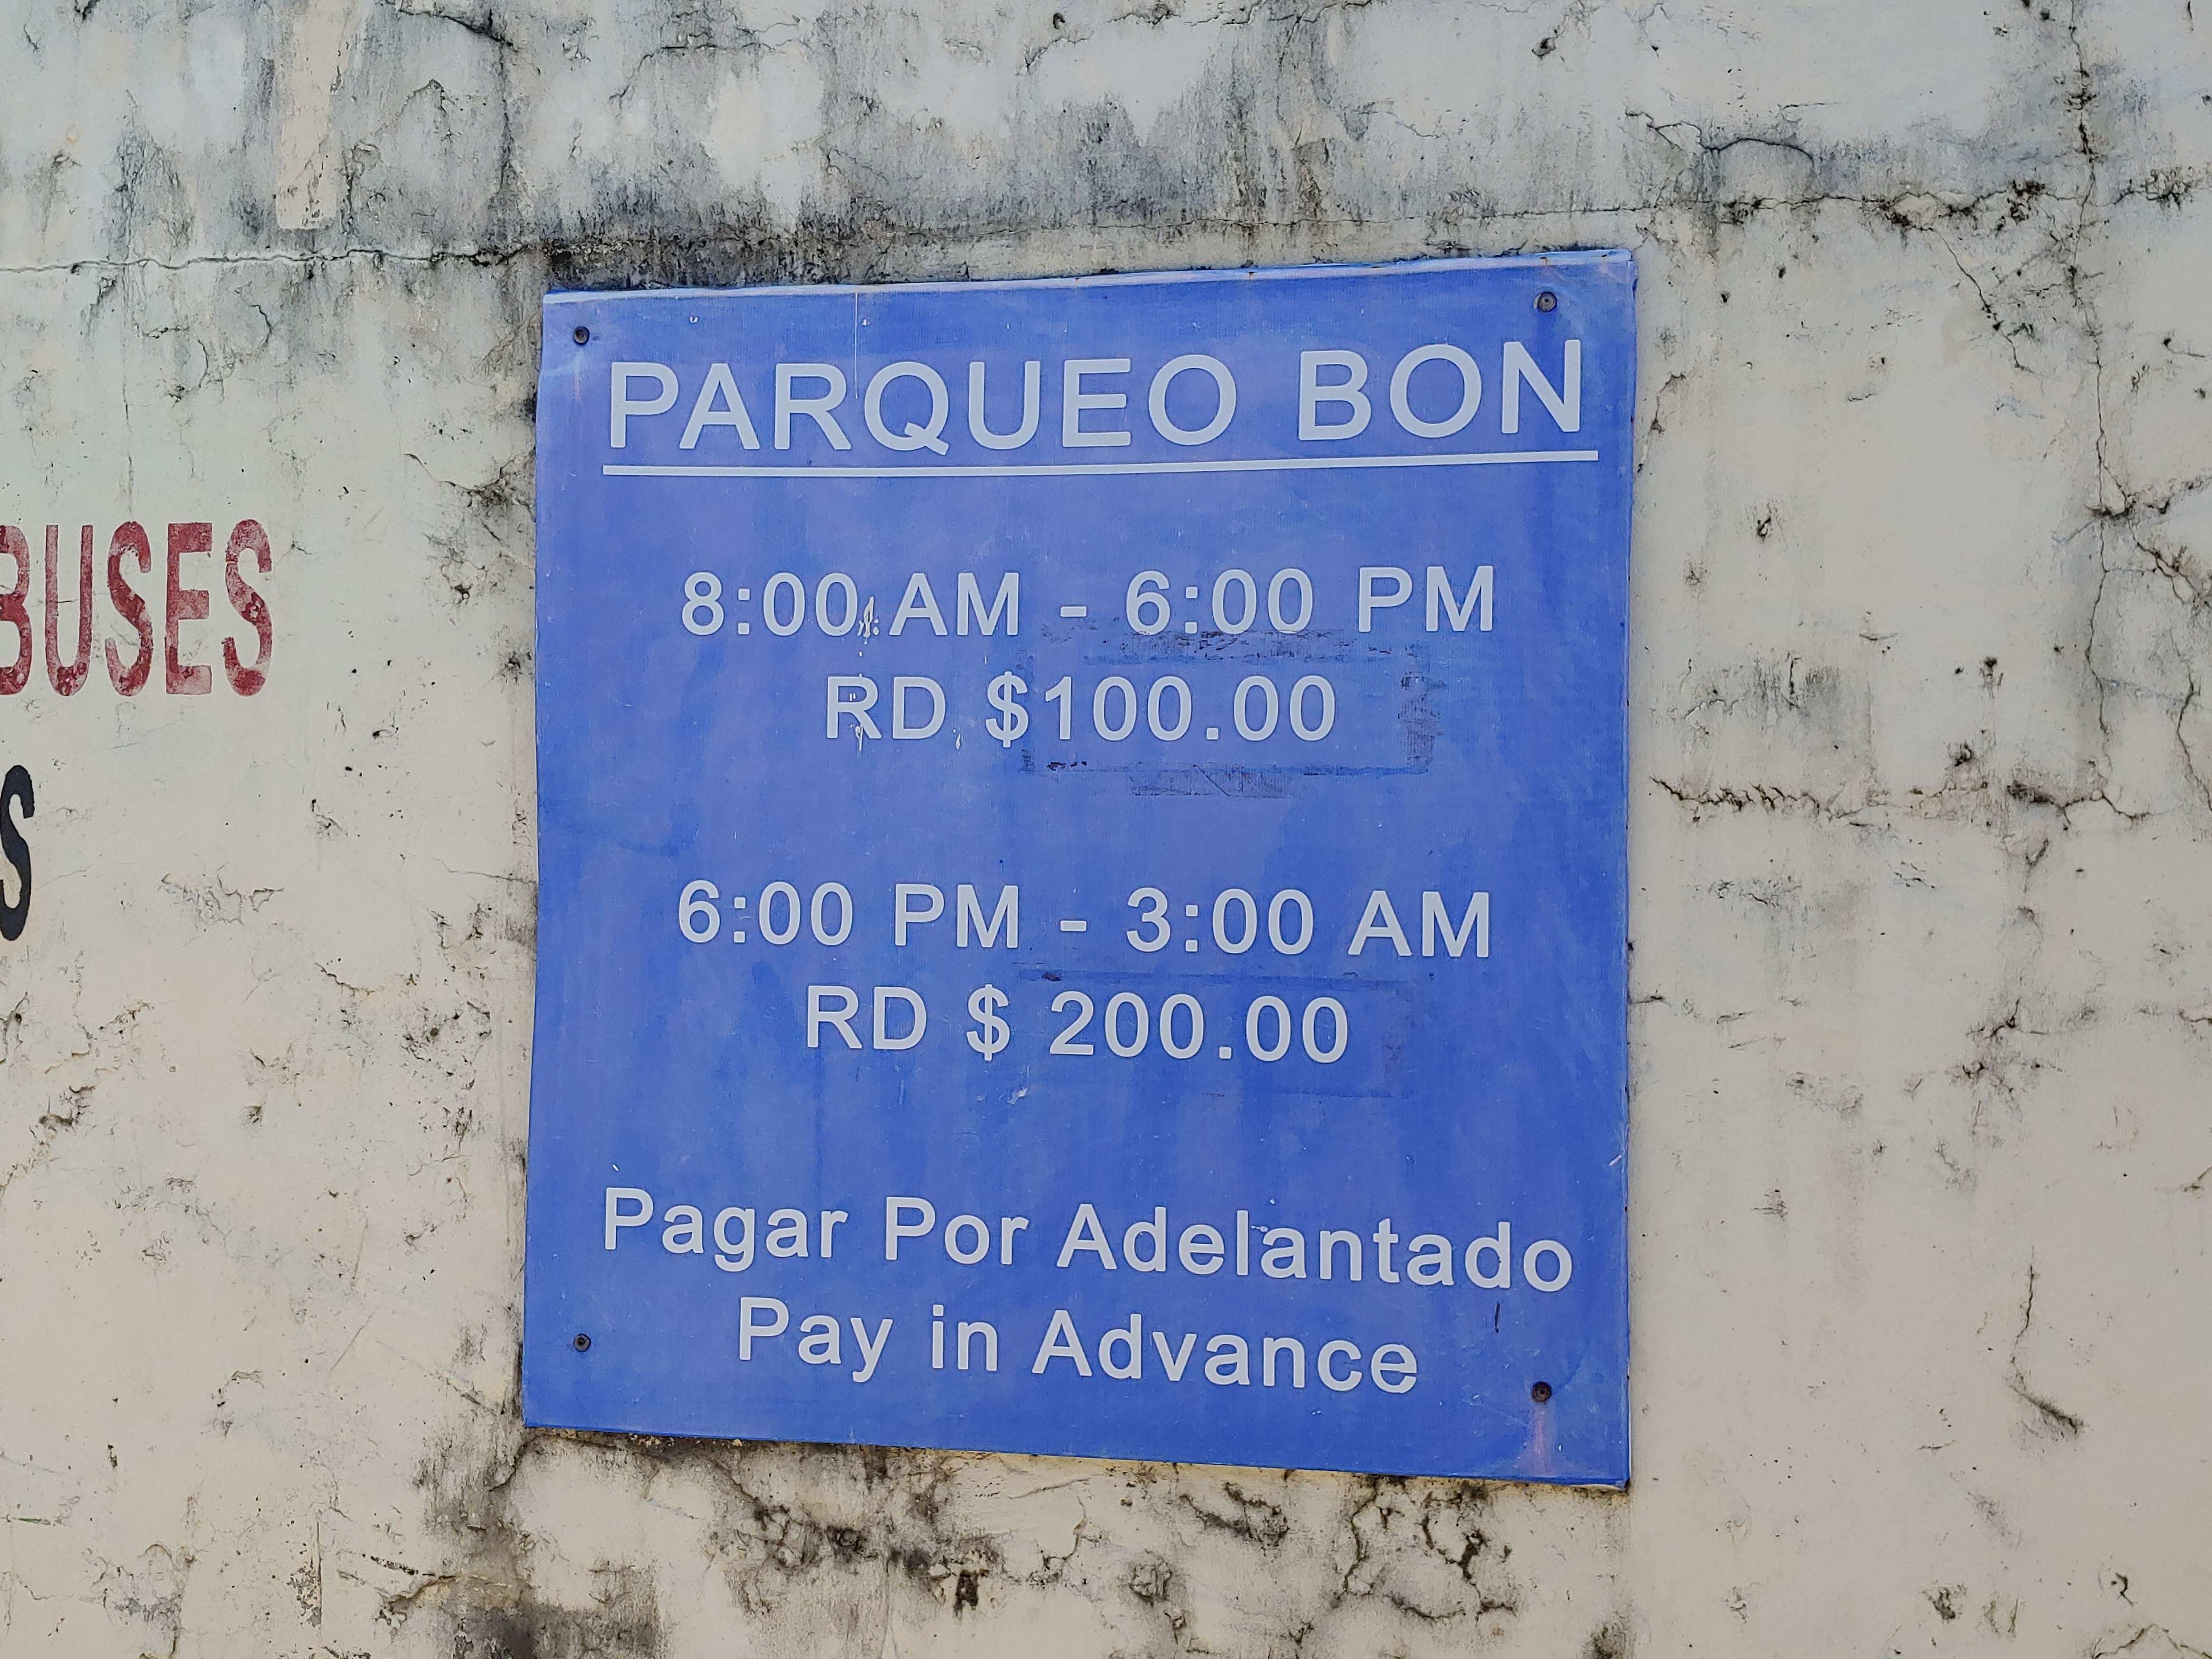 PARQUEO BON
8:00 AM - 6:00 PM
RD $100.00
6:00 PM - 3:00 AM
RD $ 200.00
Pagar Por Adelantado
Pay in Advance
BUSES
S